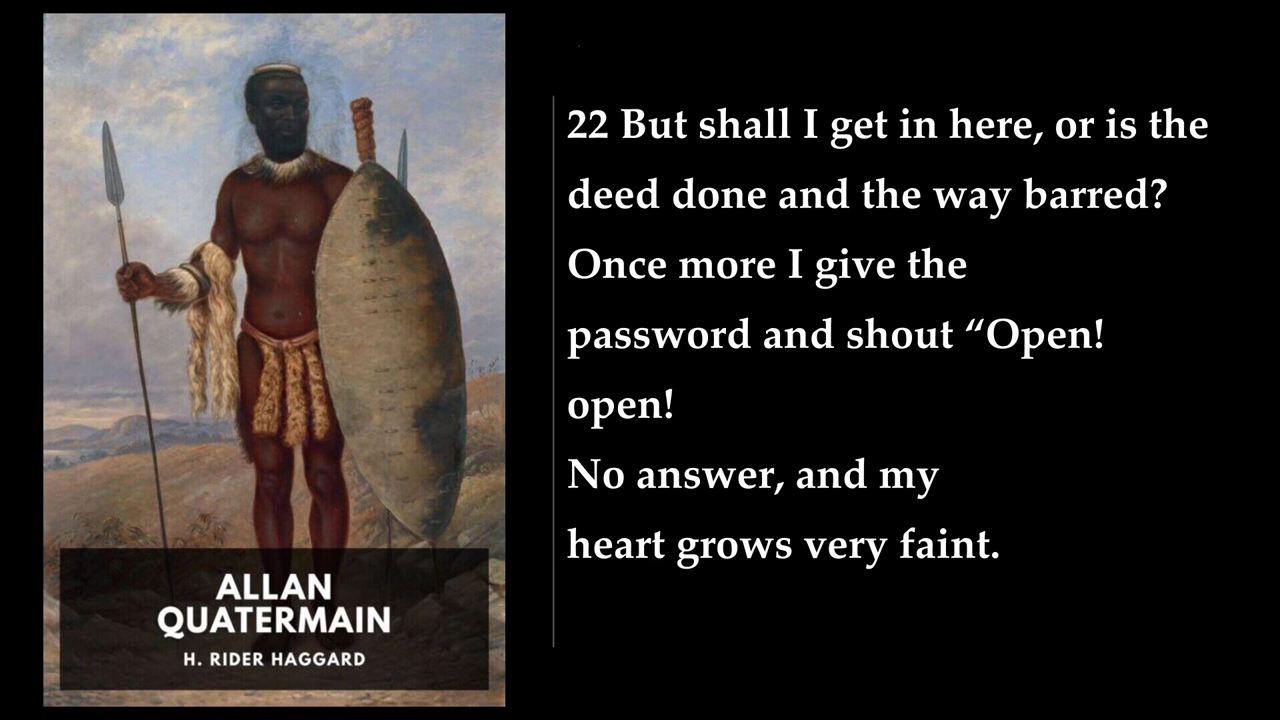 22 But shall I get in here, or is the
deed done and the way barred?
Once more I give the
password and shout “Open!
open!
No answer, and my
heart grows very faint.
ALLAN
QUATERMAIN
H. RIDER HAGGARD